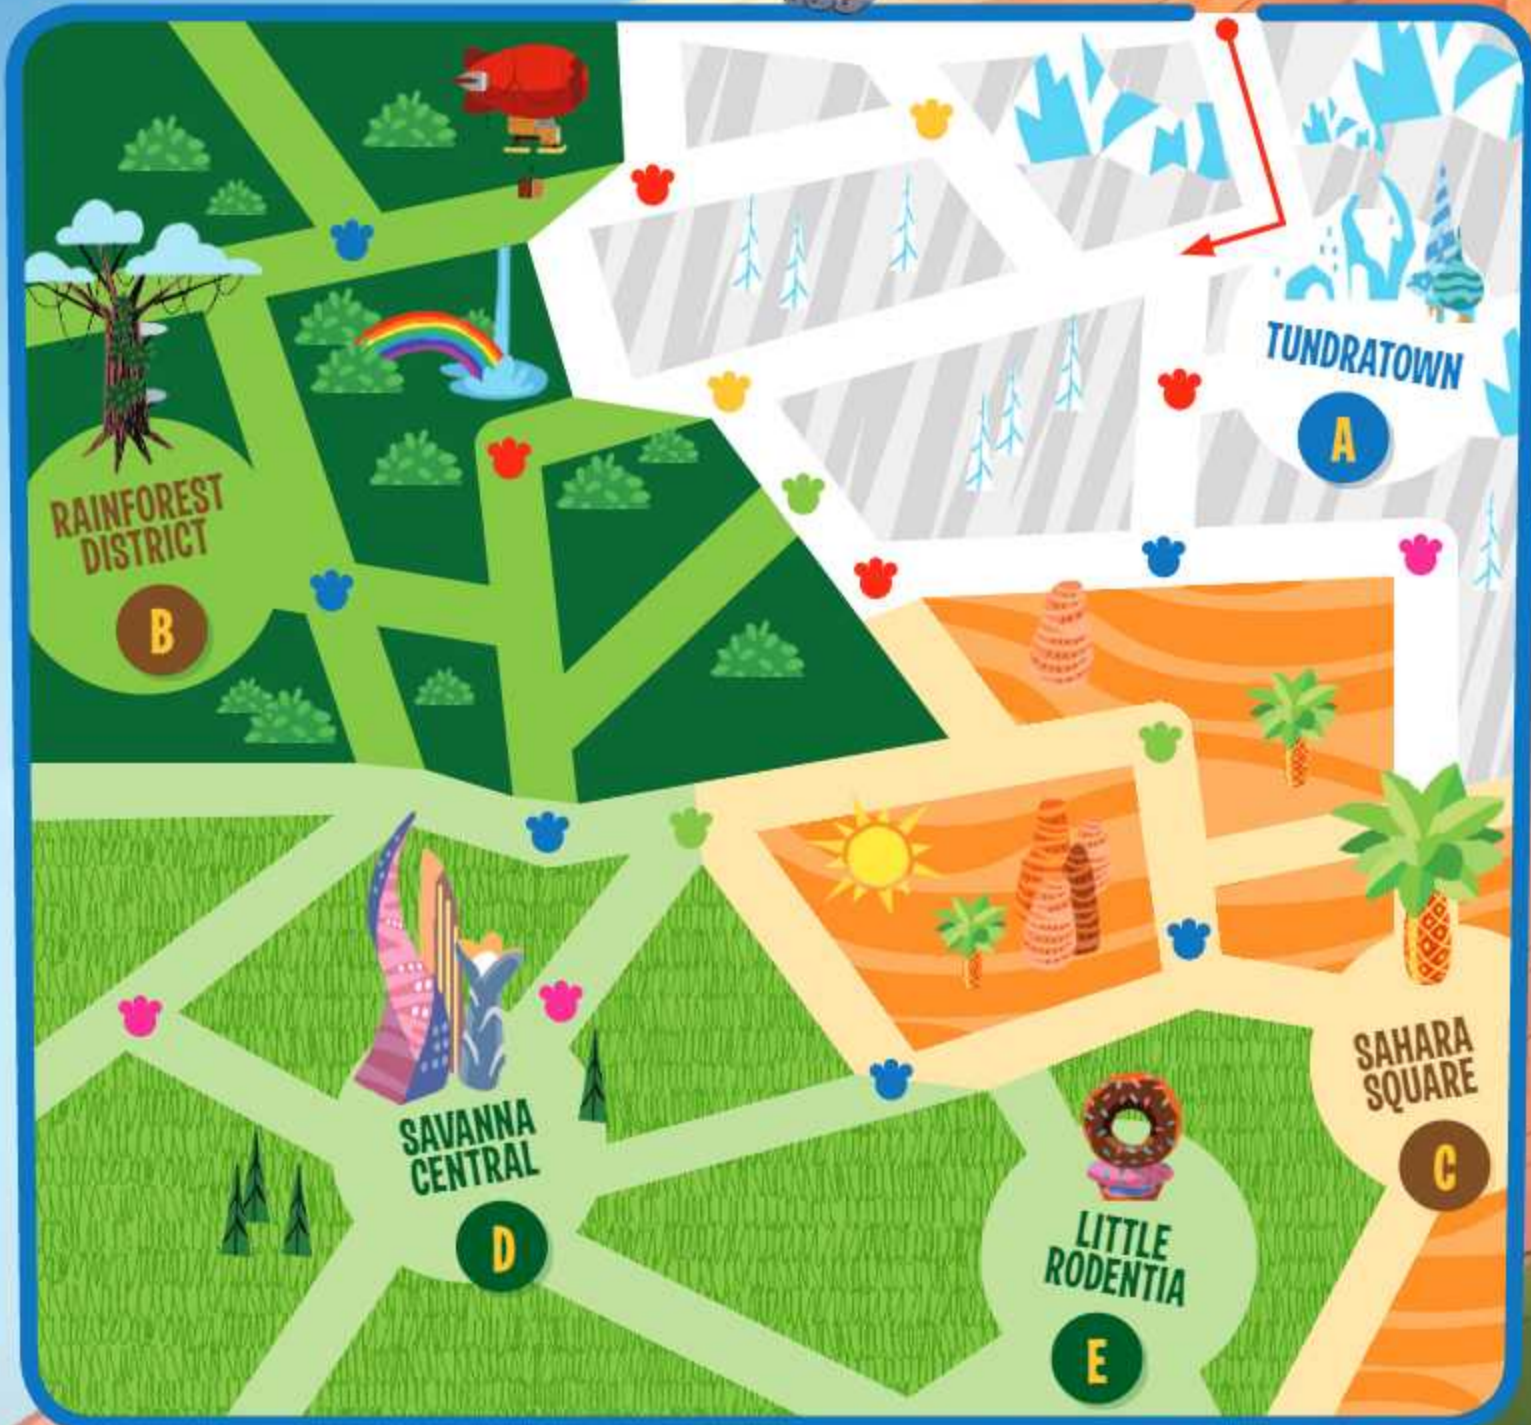 TUNDRATOWN
A
RAINFOREST
DISTRICT
B
SAHARA
SQUARE
C
SAVANNA
CENTRAL
D
LITTLE
RODENTIA
E